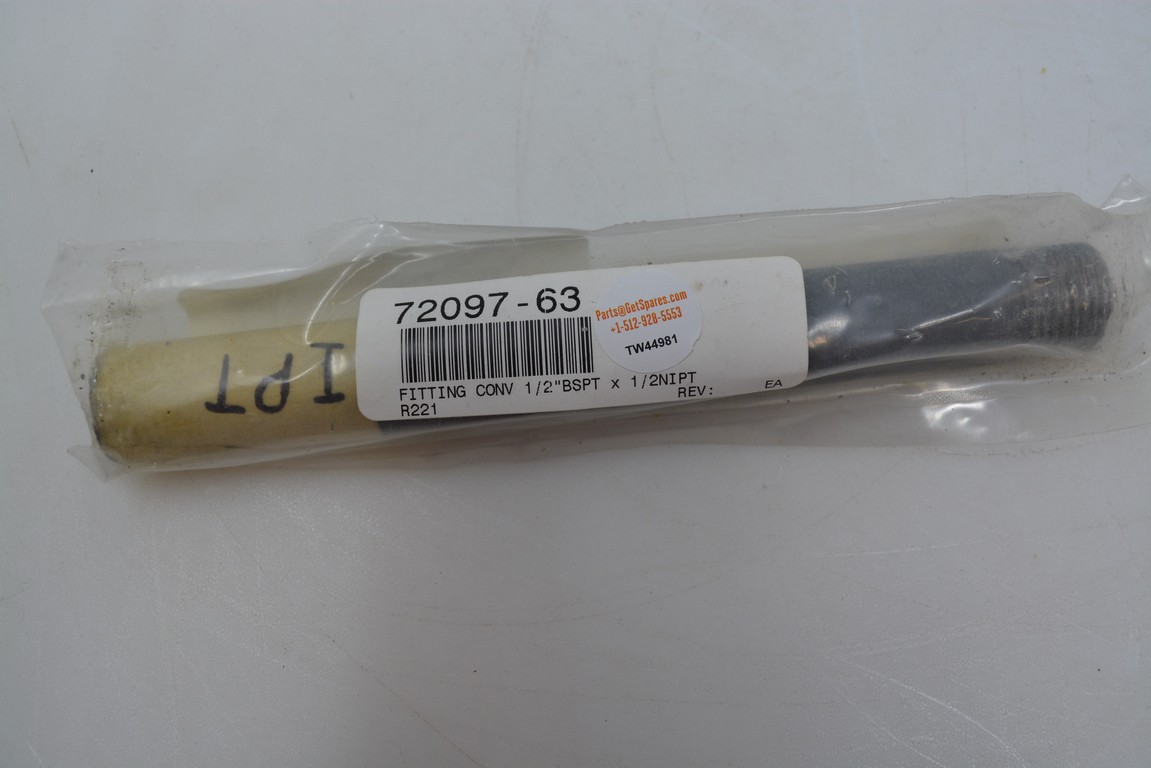 72097-63
Parts@GetSpares.com
+1-512-928-5553
TW44981
FITTING CONV 1/2"BSPT x 1/2NIPT
REV: EA
R221
IPT